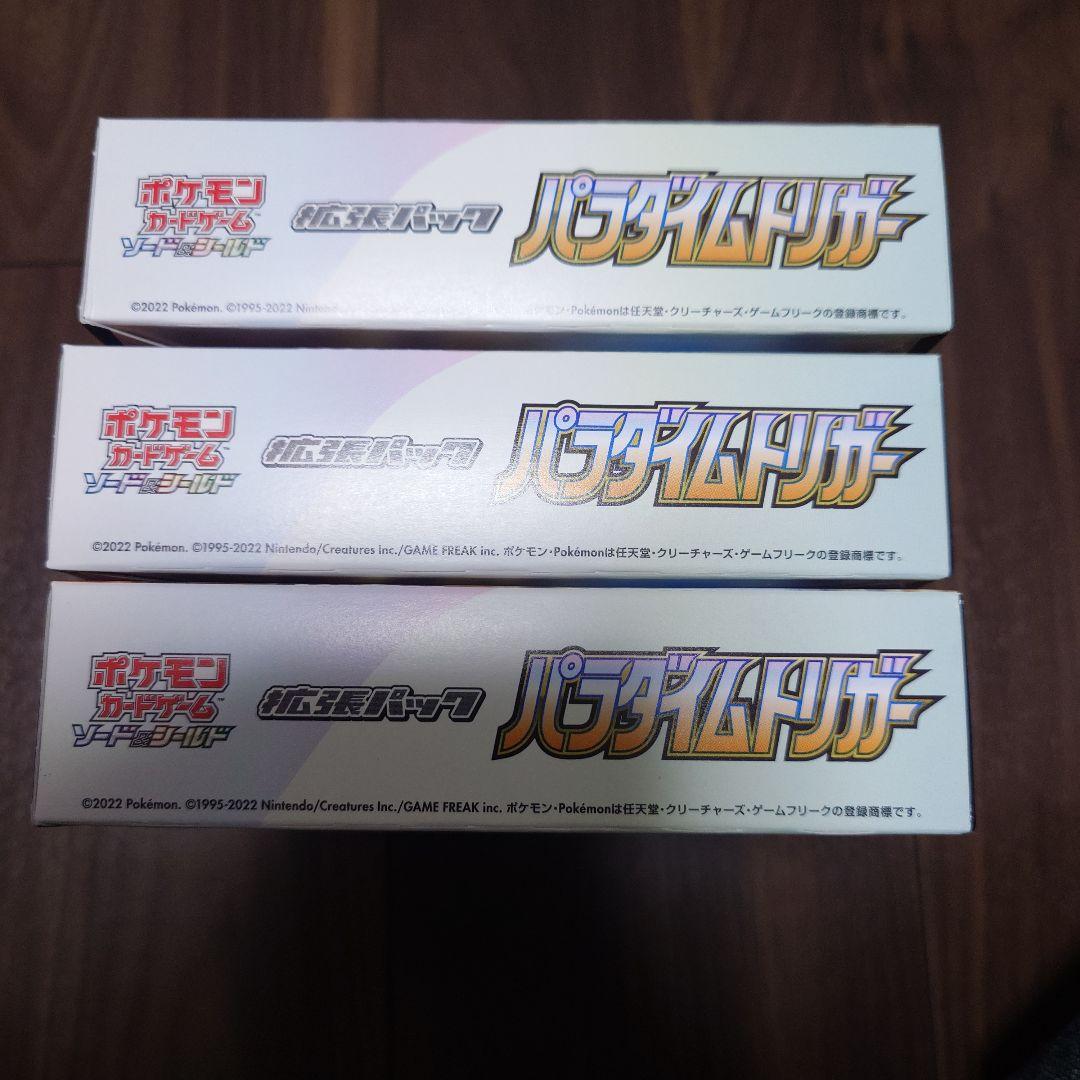 ポケモン
カードゲーム™
ソード&シールド
拡張パック
パラダイムトリガー
©2022 Pokémon. ©1995-2022 Ninten モン・Pokémonは任天堂・クリーチャーズ・ゲームフリークの登録商標です。
ポケモン
カードゲーム™
ソード&シールド
拡張パック
パラダイムトリガー
©2022 Pokémon. ©1995-2022 Nintendo/Creatures Inc./GAME FREAK inc. ポケモン・Pokémonは任天堂・クリーチャーズ・ゲームフリークの登録商標です。
ポケモン
カードゲーム™
ソード&シールド
拡張パック
パラダイムトリガー
©2022 Pokémon. ©1995-2022 Nintendo/Creatures Inc./GAME FREAK inc. ポケモン・Pokémonは任天堂・クリーチャーズ・ゲームフリークの登録商標です。